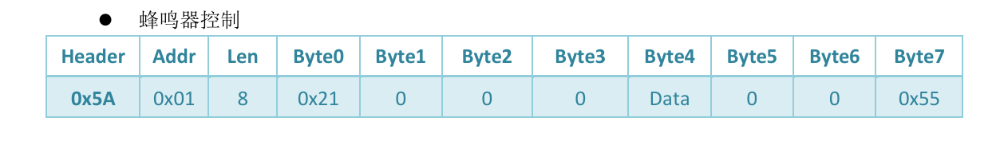 ● 蜂鸣器控制
Header Addr Len Byte0 Byte1 Byte2 Byte3 Byte4 Byte5 Byte6 Byte7
0x5A 0x01 8 0x21 0 0 0 Data 0 0 0x55